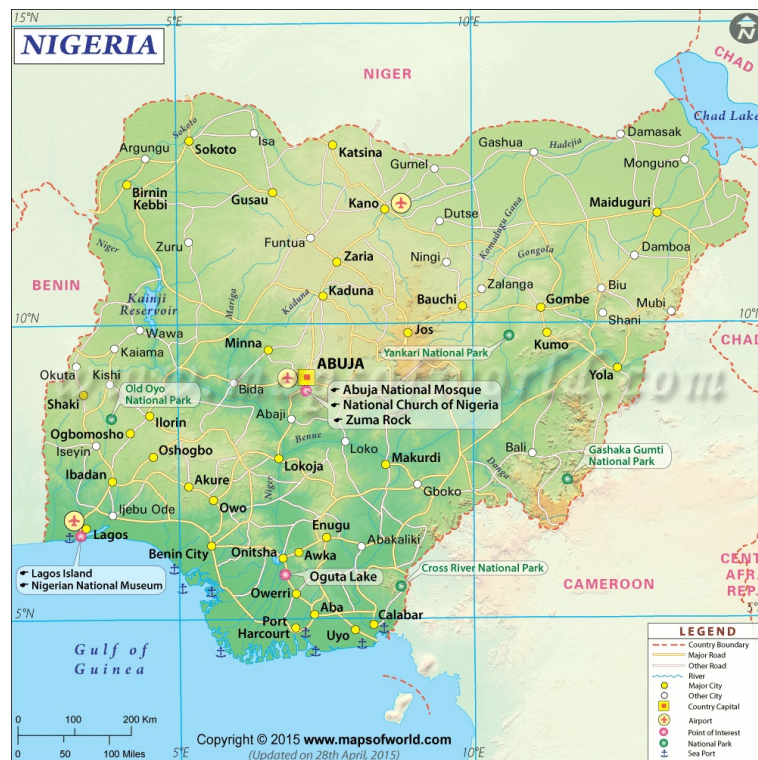 15°N
5°E
10°E
N
NIGERIA
NIGER
CHAD
Chad Lake
Sokoto
Isa
Argungu
Sokoto
Katsina
Gumel
Gashua
Hadejia
Damasak
Monguno
Birnin
Kebbi
Gusau
Kano
Dutse
Komadugu Gana
Maiduguri
Niger
Zuru
Funtua
Zaria
Ningi
Gongola
Damboa
BENIN
Kainji
Reservoir
Mariga
Kaduna
Kaduna
Bauchi
Zalanga
Gombe
Biu
Mubi
Shani
10°N
10°N
Wawa
Kaiama
Minna
Jos
Kumo
CHAD
Yankari National Park
Okuta
Kishi
ABUJA
Yola
Shaki
Old Oyo
National Park
Bida
Abuja National Mosque
National Church of Nigeria
Zuma Rock
Abaji
Ilorin
Ogbomosho
Iseyin
Oshogbo
Benue
Loko
Bali
Gashaka Gumti
National Park
Lokoja
Makurdi
Donga
Ibadan
Akure
Niger
Gboko
Owo
Ijebu Ode
Lagos
Enugu
Benin City
Onitsha
Awka
Abakaliki
Lagos Island
Nigerian National Museum
Oguta Lake
Cross River National Park
CAMEROON
CENT
AFR
REP.
Owerri
Aba
Calabar
5°N
Port
Harcourt
Uyo
Gulf of
Guinea
LEGEND
Country Boundary
Major Road
Other Road
River
Major City
Other City
Country Capital
Airport
Point of Interest
National Park
Sea Port
0 100 200 Km
0 50 100 Miles
5°E
10°E
Copyright © 2015 www.mapsofworld.com
(Updated on 28th April, 2015)